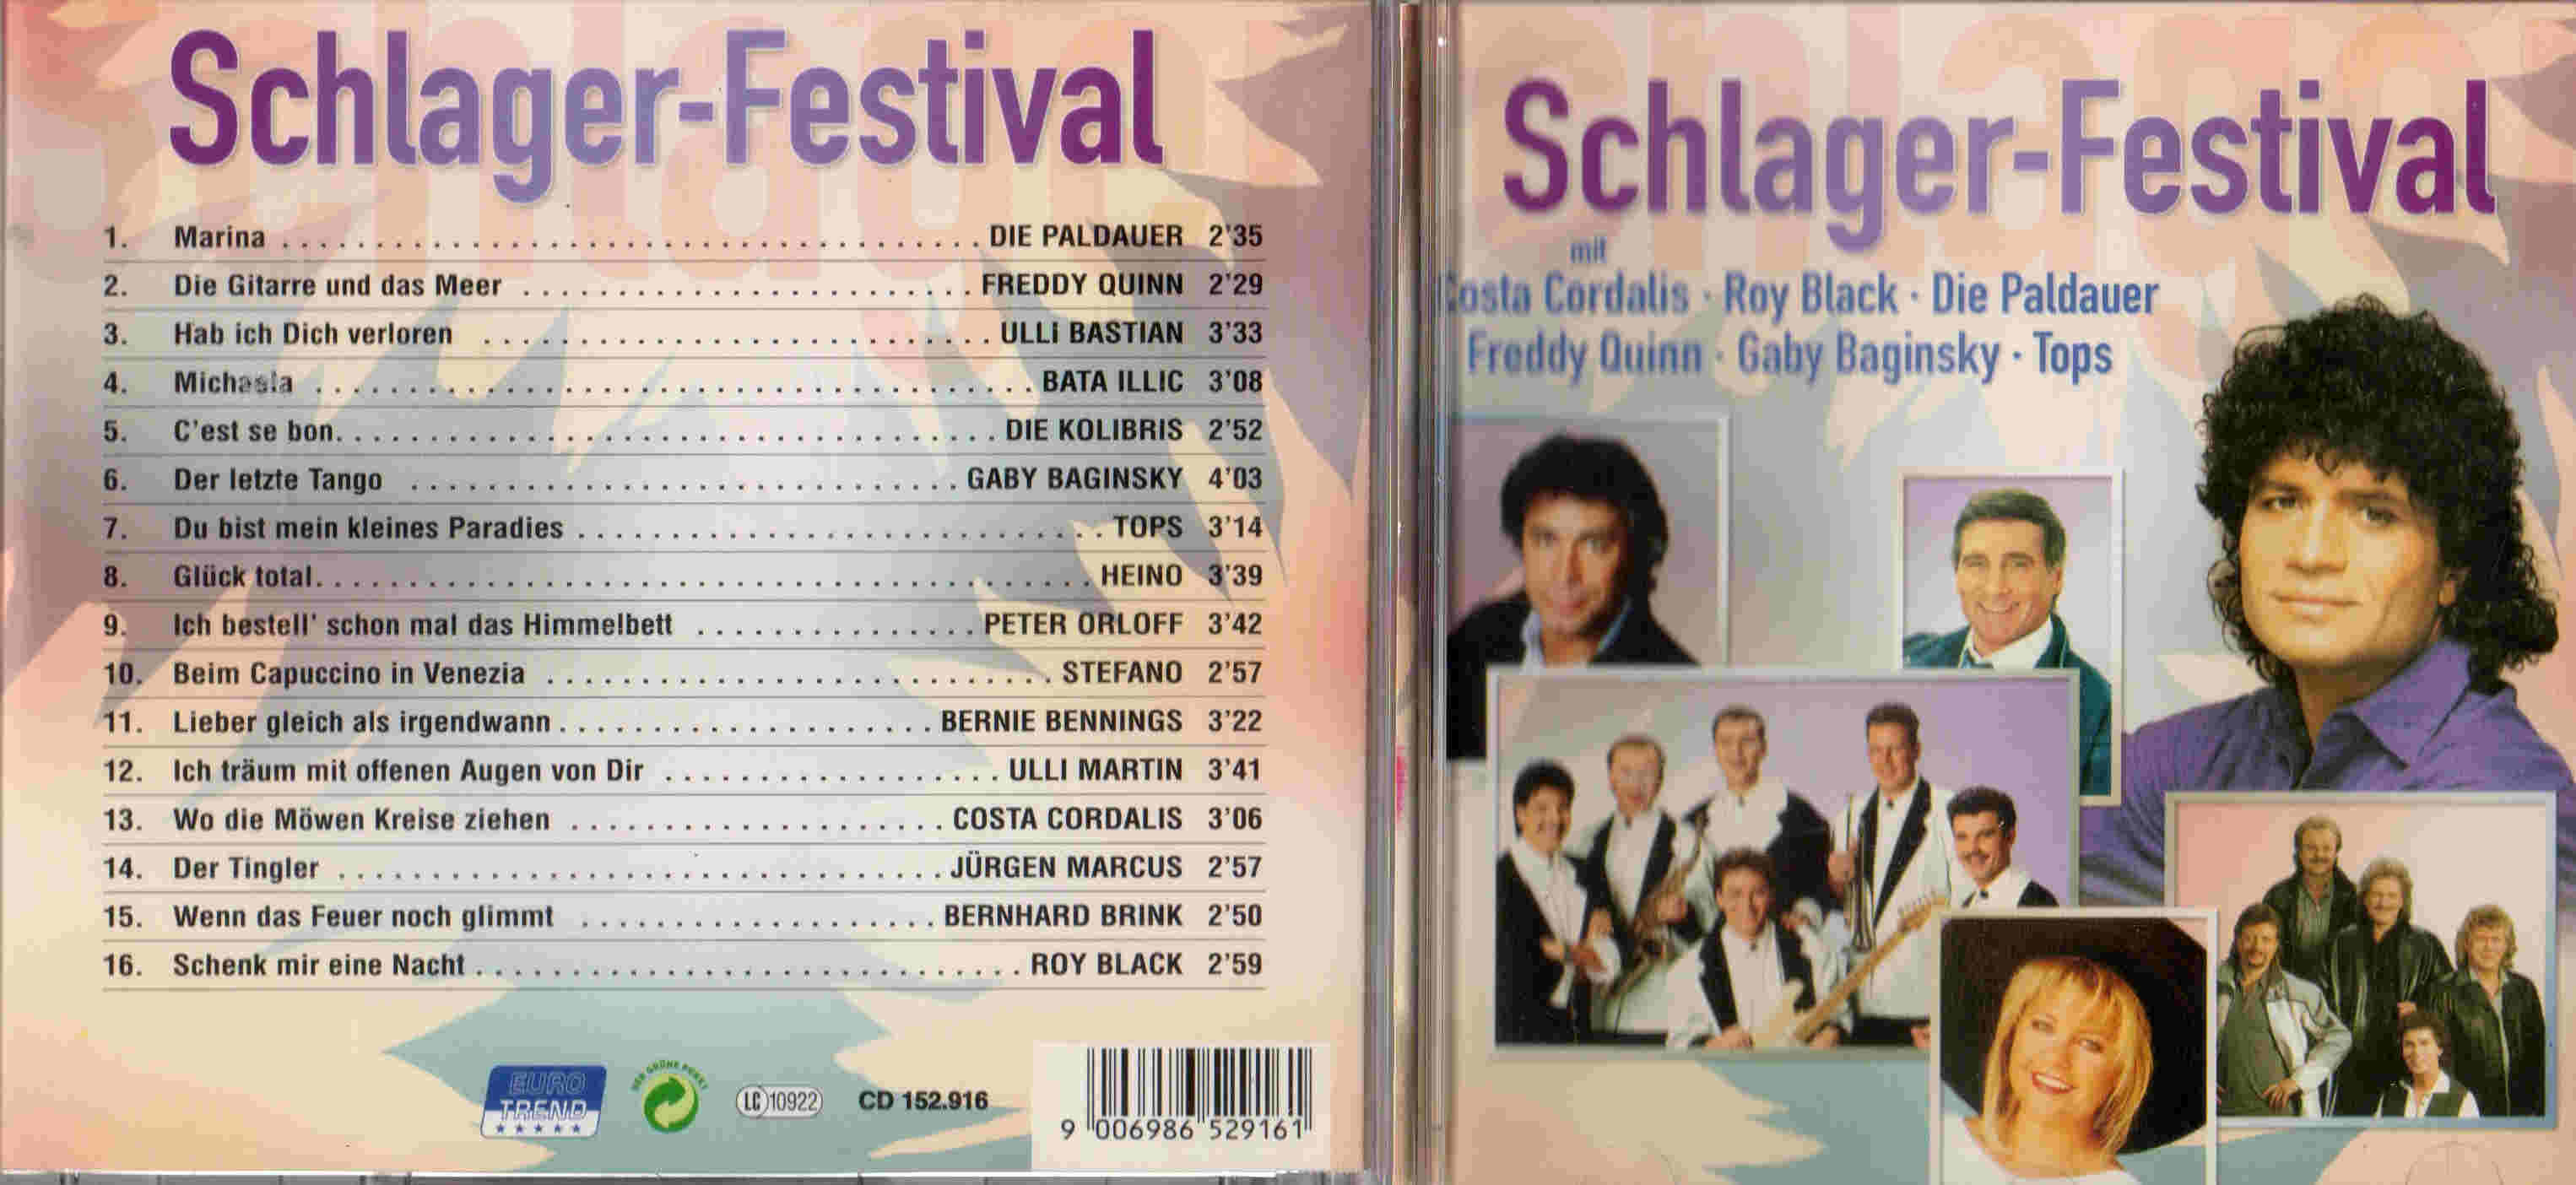 Schlager-Festival
1. Marina DIE PALDAUER 2'35
2. Die Gitarre und das Meer FREDDY QUINN 2'29
3. Hab ich Dich verloren ULLI BASTIAN 3'33
4. Michaela BATA ILLIC 3'08
5. C'est se bon. DIE KOLIBRIS 2'52
6. Der letzte Tango GABY BAGINSKY 4'03
7. Du bist mein kleines Paradies TOPS 3'14
8. Glück total. HEINO 3'39
9. Ich bestell' schon mal das Himmelbett PETER ORLOFF 3'42
10. Beim Capuccino in Venezia STEFANO 2'57
11. Lieber gleich als irgendwann BERNIE BENNINGS 3'22
12. Ich träum mit offenen Augen von Dir ULLI MARTIN 3'41
13. Wo die Möwen Kreise ziehen COSTA CORDALIS 3'06
14. Der Tingler JÜRGEN MARCUS 2'57
15. Wenn das Feuer noch glimmt BERNHARD BRINK 2'50
16. Schenk mir eine Nacht ROY BLACK 2'59
EURO
TREND
DER GRÜNE PUNKT
LC 10922
CD 152.916
9 006986 529161
Schlager-Festival
mit
Costa Cordalis · Roy Black · Die Paldauer
Freddy Quinn · Gaby Baginsky · Tops